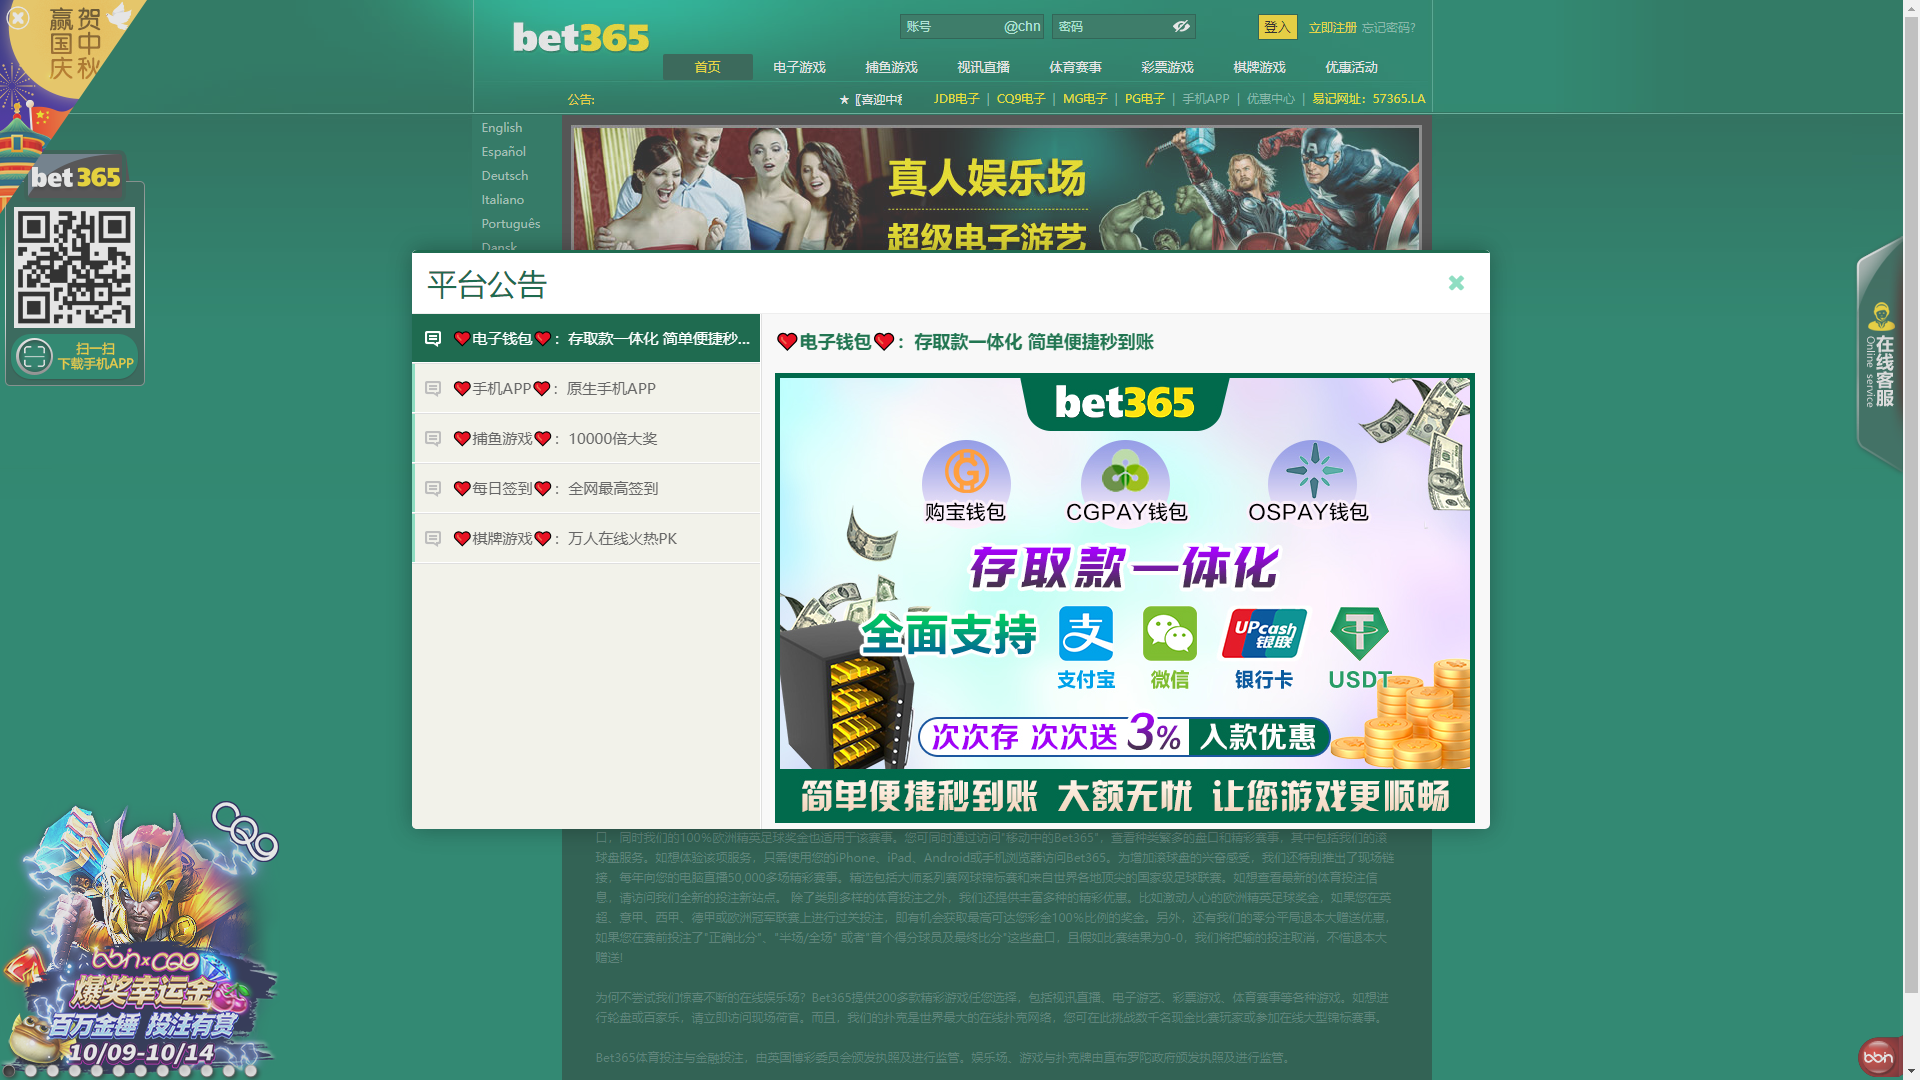 贺中秋
赢国庆
bet365
账号
@chn
密码
登入
立即注册 忘记密码?
首页
电子游戏
捕鱼游戏
视讯直播
体育赛事
彩票游戏
棋牌游戏
优惠活动
公告:
★ 〖喜迎中
JDB电子 | CQ9电子 | MG电子 | PG电子 | 手机APP | 优惠中心 | 易记网址：57365.LA
English
Español
Deutsch
Italiano
Português
Dansk
真人娱乐场
超级电子游艺
bet365
扫一扫
下载手机APP
在线客服
Online service
平台公告
电子钱包：存取款一体化 简单便捷秒...
手机APP：原生手机APP
捕鱼游戏：10000倍大奖
每日签到：全网最高签到
棋牌游戏：万人在线火热PK
电子钱包：存取款一体化 简单便捷秒到账
bet365
购宝钱包
CGPAY钱包
OSPAY钱包
存取款一体化
全面支持
支
UPcash
银联
支付宝
微信
银行卡
USDT
次次存 次次送 3% 入款优惠
简单便捷秒到账 大额无忧 让您游戏更顺畅
口，同时我们的100%欧洲精英足球奖金也适用于该赛事。您可同时通过访问"移动中的Bet365"，查看种类繁多的盘口和精彩赛事，其中包括我们的滚
球盘服务。如想体验该项服务，只需使用您的iPhone、iPad、Android或手机浏览器访问Bet365。为增加滚球盘的兴奋感受，我们还特别推出了现场链
接，每年向您的电脑直播50,000多场精彩赛事。精选包括大师系列赛网球锦标赛和来自世界各地顶尖的国家级足球联赛。如想查看最新的体育投注信
息，请访问我们全新的投注新站点。 除了类别多样的体育投注之外，我们还提供丰富多种的精彩优惠。比如激动人心的欧洲精英足球奖金，如果您在英
超、意甲、西甲、德甲或欧洲冠军联赛上进行过关投注，即有机会获取最高可达您彩金100%比例的奖金。另外，还有我们的零分平局退本大赠送优惠，
如果您在赛前投注了"正确比分"、"半场/全场" 或者"首个得分球员及最终比分"这些盘口，且假如比赛结果为0-0，我们将把输的投注取消，不惜退本大
赠送!
为何不尝试我们惊喜不断的在线娱乐场？Bet365提供200多款精彩游戏任您选择，包括视讯直播、电子游艺、彩票游戏、体育赛事等各种游戏。如想进
行轮盘或百家乐，请立即访问现场荷官。而且，我们的扑克是世界最大的在线扑克网络，您可在此挑战数千名现金比赛玩家或参加在线大型锦标赛事。
Bet365体育投注与金融投注，由英国博彩委员会颁发执照及进行监管。娱乐场、游戏与扑克牌由直布罗陀政府颁发执照及进行监管。
CQ9
bbin×CQ9
爆奖幸运金
百万金锤 投注有赏
10/09-10/14
bbin